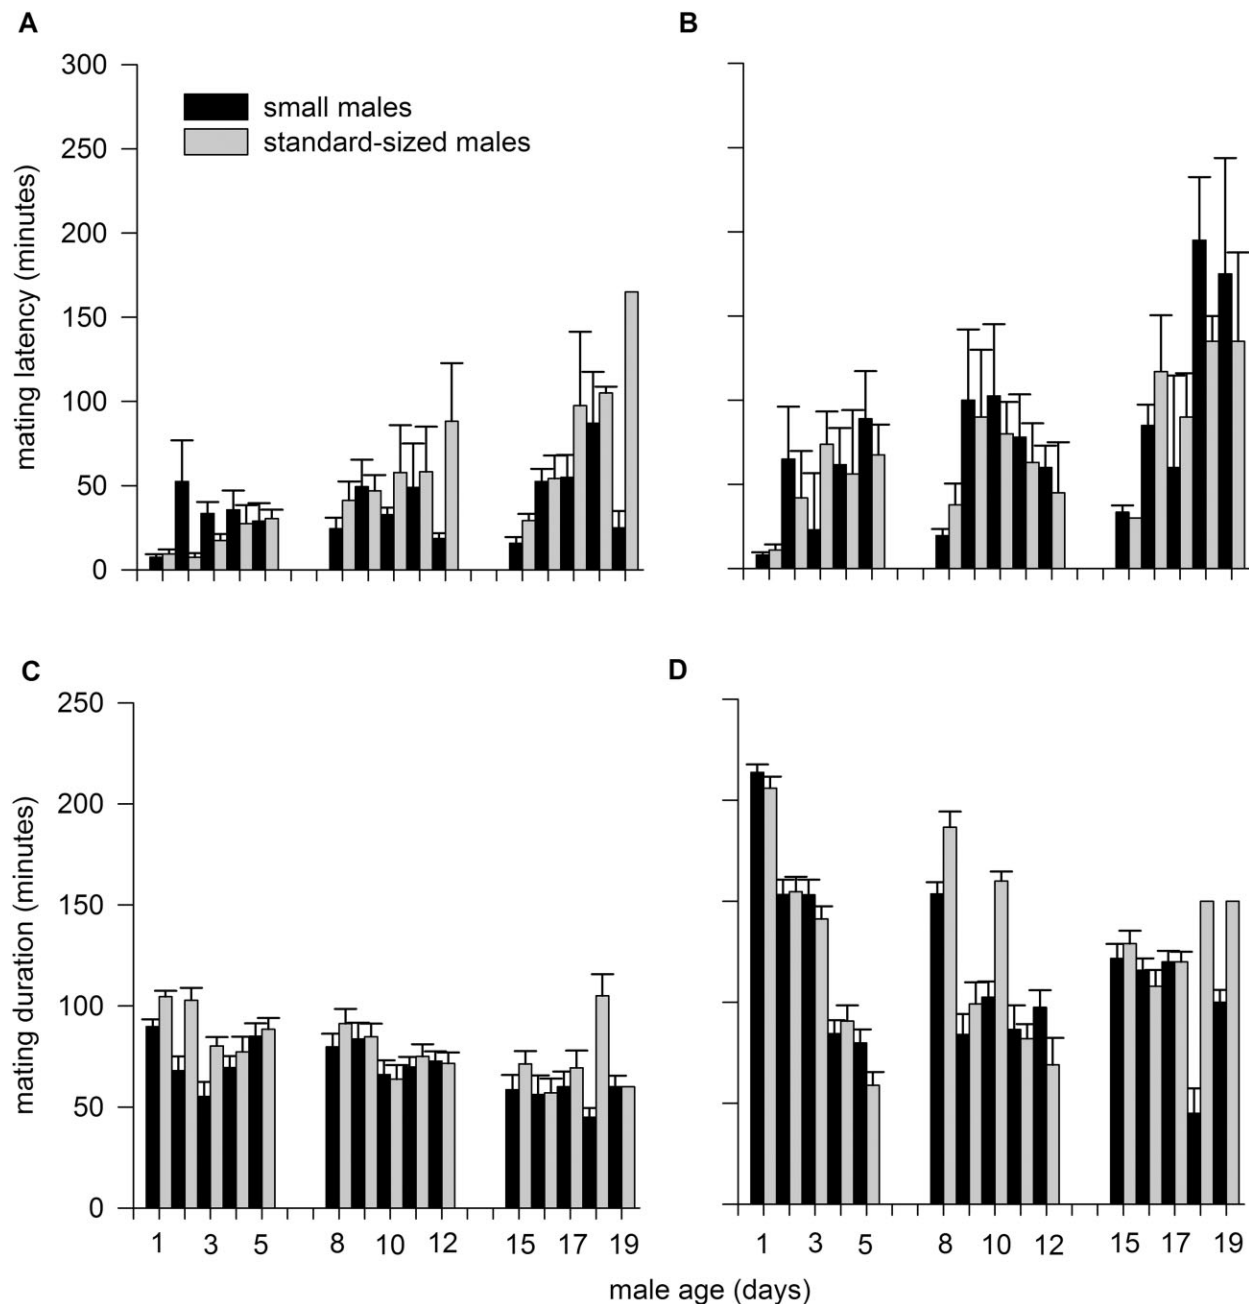 A
B
300
250
200
150
100
50
0
mating latency (minutes)
small males
standard-sized males
C
D
250
200
150
100
50
0
mating duration (minutes)
1 3 5 8 10 12 15 17 19
1 3 5 8 10 12 15 17 19
male age (days)